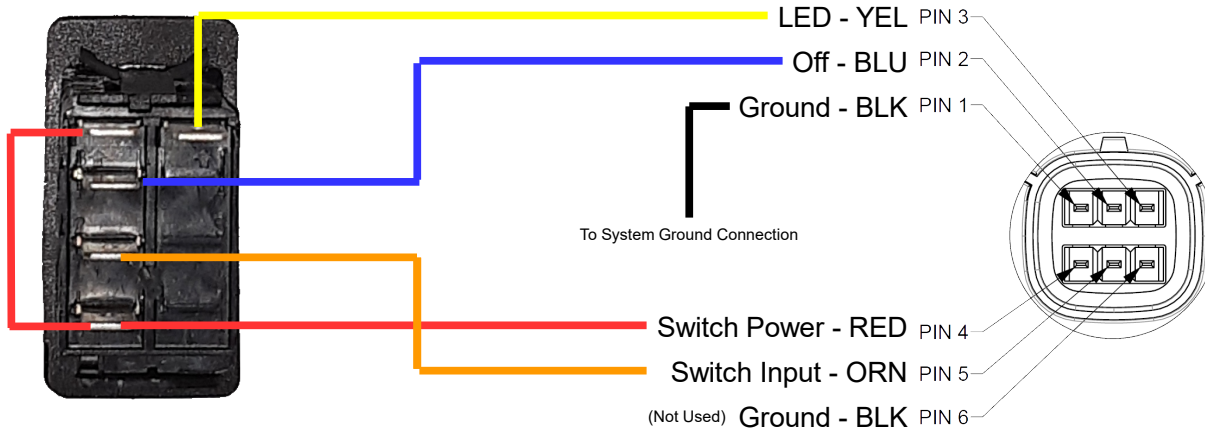 LED - YEL PIN 3
Off - BLU PIN 2
Ground - BLK PIN 1
To System Ground Connection
Switch Power - RED PIN 4
Switch Input - ORN PIN 5
(Not Used) Ground - BLK PIN 6